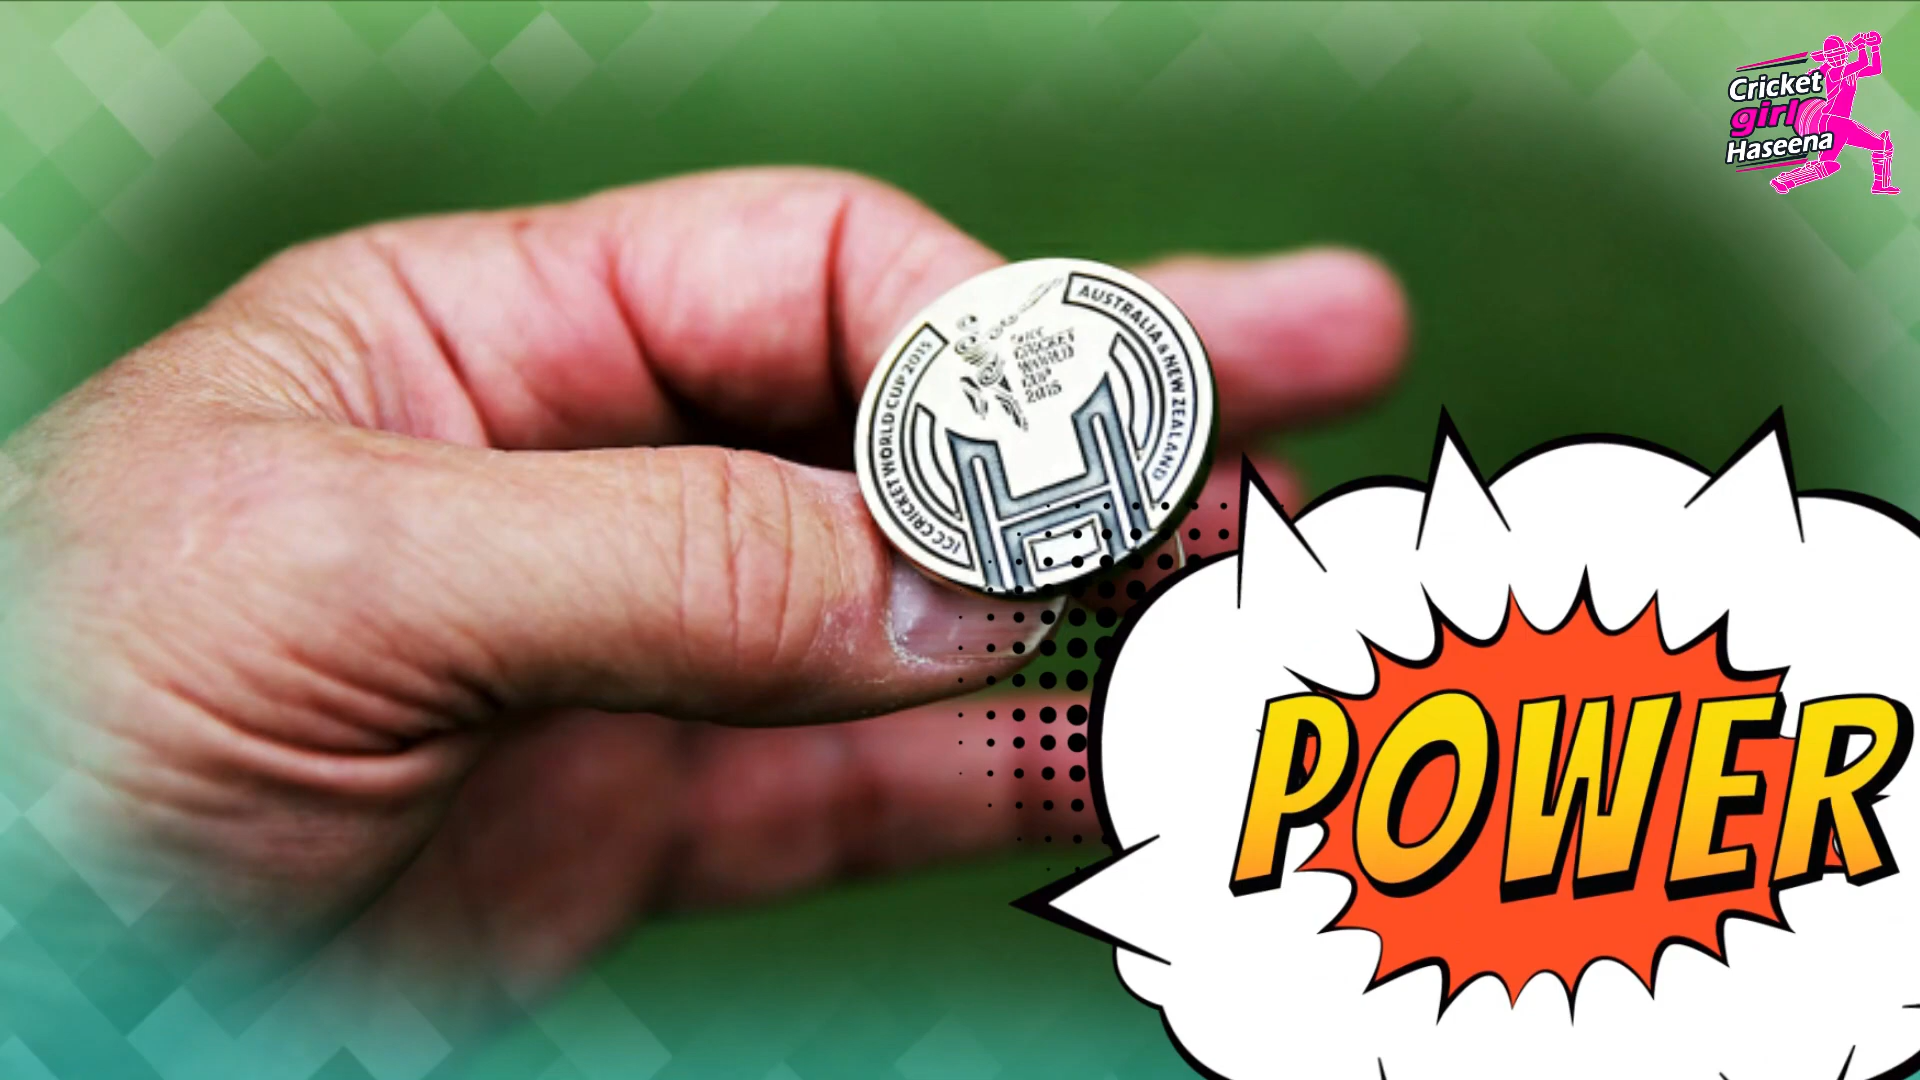 Cricket
girl
Haseena
AUSTRALIA & NEW ZEALAND
ICC CRICKET WORLD CUP 2015
ICC
CRICKET
WORLD
CUP
2015
POWER